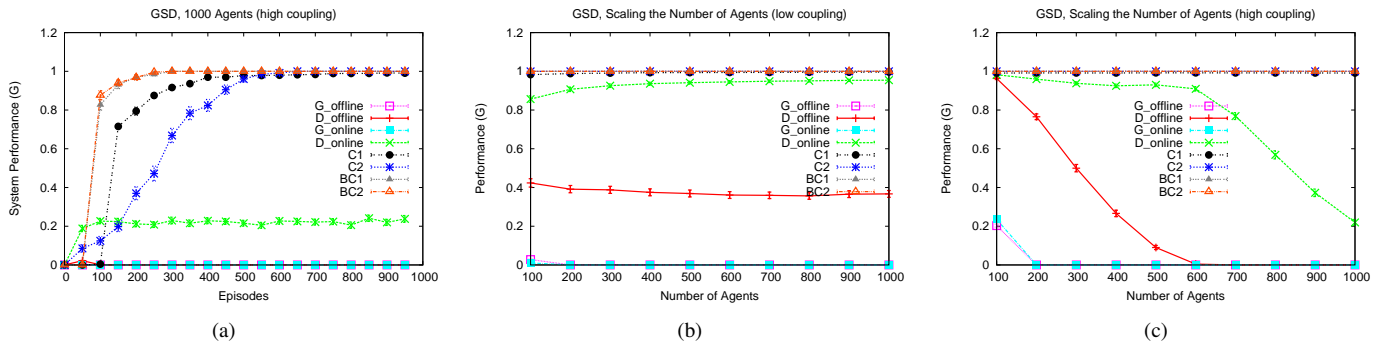 GSD, 1000 Agents (high coupling)
System Performance (G)
1.2
1
0.8
0.6
0.4
0.2
0
0 100 200 300 400 500 600 700 800 900 1000
Episodes
G_offline
D_offline
G_online
D_online
C1
C2
BC1
BC2
(a)
GSD, Scaling the Number of Agents (low coupling)
Performance (G)
1.2
1
0.8
0.6
0.4
0.2
0
100 200 300 400 500 600 700 800 900 1000
Number of Agents
G_offline
D_offline
G_online
D_online
C1
C2
BC1
BC2
(b)
GSD, Scaling the Number of Agents (high coupling)
Performance (G)
1.2
1
0.8
0.6
0.4
0.2
0
100 200 300 400 500 600 700 800 900 1000
Number of Agents
G_offline
D_offline
G_online
D_online
C1
C2
BC1
BC2
(c)